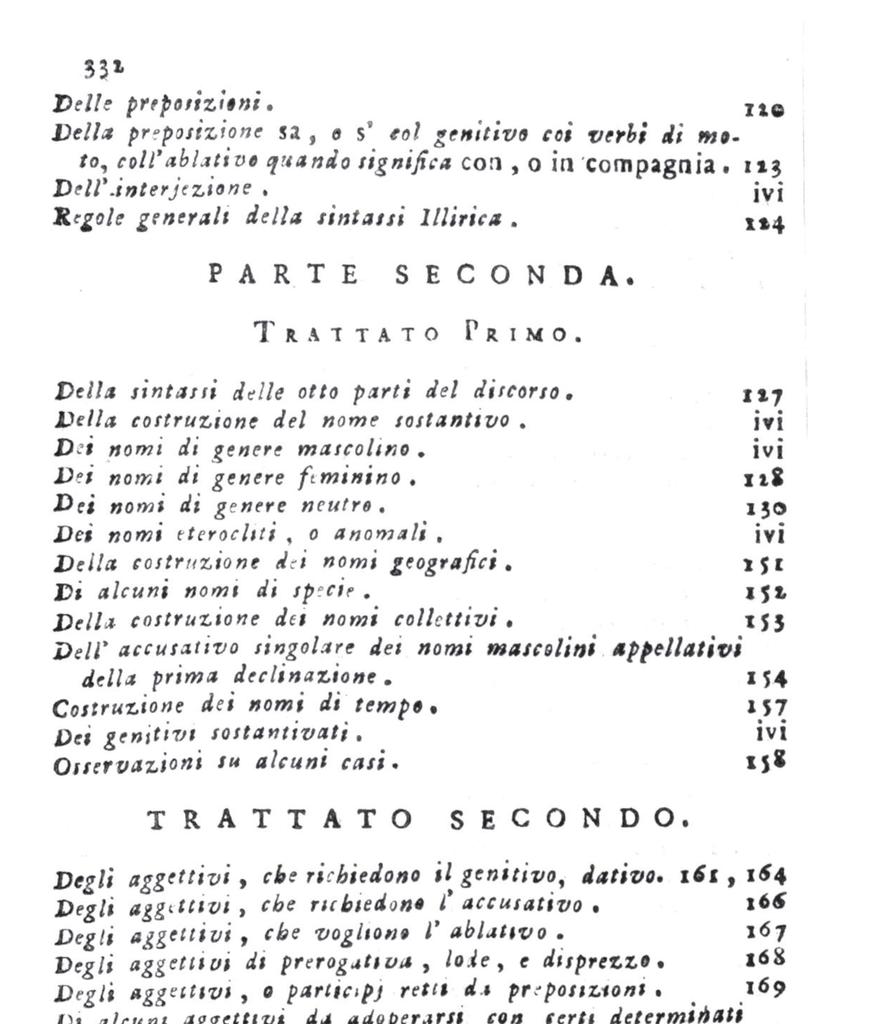 332
Delle preposizioni. 120
Della preposizione sa, o s' col genitivo coi verbi di mo-
to, coll'ablativo quando significa con, o in compagnia. 123
Dell'interjezione. ivi
Regole generali della sintassi Illirica. 124
PARTE SECONDA.
TRATTATO PRIMO.
Della sintassi delle otto parti del discorso. 127
Della costruzione del nome sostantivo. ivi
Dei nomi di genere mascolino. ivi
Dei nomi di genere feminino. 128
Dei nomi di genere neutro. 130
Dei nomi eterocliti, o anomali. ivi
Della costruzione dei nomi geografici. 151
Di alcuni nomi di specie. 152
Della costruzione dei nomi collettivi. 153
Dell' accusativo singolare dei nomi mascolini appellativi
della prima declinazione. 154
Costruzione dei nomi di tempo. 157
Dei genitivi sostantivati. ivi
Osservazioni su alcuni casi. 158
TRATTATO SECONDO.
Degli aggettivi, che richiedono il genitivo, dativo. 161, 164
Degli aggettivi, che richiedono l' accusativo. 166
Degli aggettivi, che vogliono l' ablativo. 167
Degli aggettivi di prerogativa, lode, e disprezzo. 168
Degli aggettivi, o participj retti da preposizioni. 169
Di alcuni aggettivi da adoperarsi con certi determinati